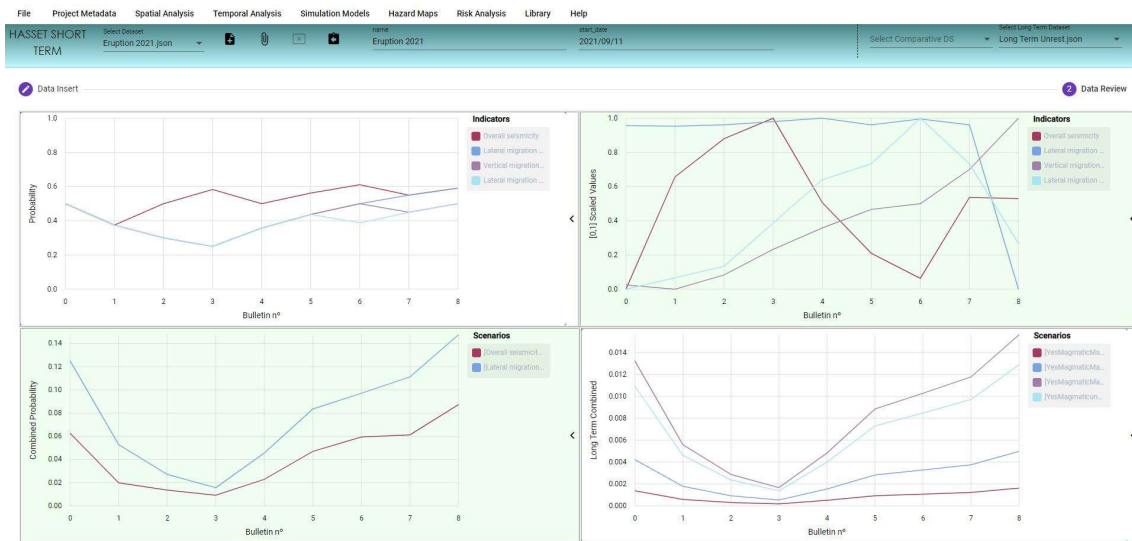 File Project Metadata Spatial Analysis Temporal Analysis Simulation Models Hazard Maps Risk Analysis Library Help
HASSET SHORT TERM
Select Dataset
Eruption 2021.json
name
Eruption 2021
start_date
2021/09/11
Select Comparative DS
Select Long Term Dataset
Long Term Unrest.json
Data Insert
2 Data Review
Indicators
Overall seismicity
Lateral migration ...
Vertical migration...
Lateral migration ...
Probability
1.0
0.8
0.6
0.4
0.2
0.0
0 1 2 3 4 5 6 7 8
Bulletin nº
Indicators
Overall seismicity
Lateral migration ...
Vertical migration...
Lateral migration ...
[0,1] Scaled Values
1.0
0.8
0.6
0.4
0.2
0.0
0 1 2 3 4 5 6 7 8
Bulletin nº
Scenarios
[Overall seismicit...
[Lateral migration...
Combined Probability
0.14
0.12
0.10
0.08
0.06
0.04
0.02
0.00
0 1 2 3 4 5 6 7 8
Bulletin nº
Scenarios
[YesMagmaticMa...
[YesMagmaticMa...
[YesMagmaticMa...
[YesMagmaticun...
Long Term Combined
0.014
0.012
0.010
0.008
0.006
0.004
0.002
0.000
0 1 2 3 4 5 6 7 8
Bulletin nº